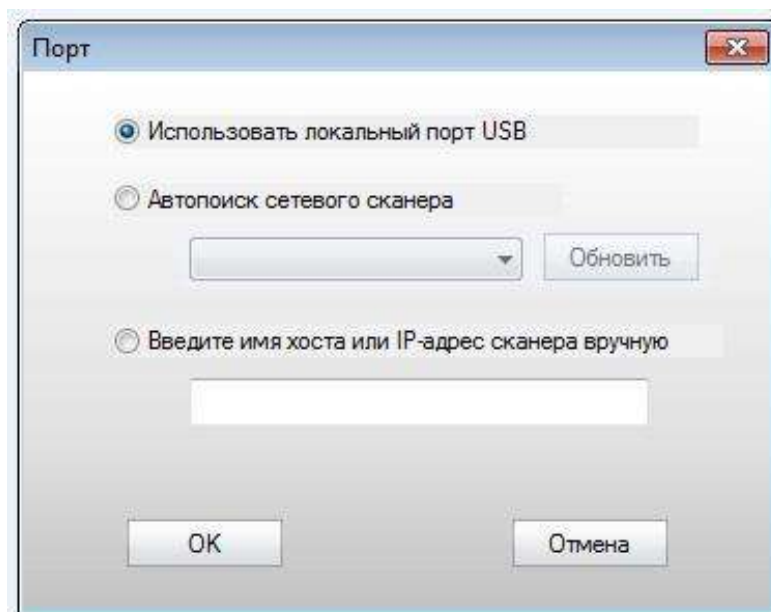 Порт
Использовать локальный порт USB
Автопоиск сетевого сканера
Обновить
Введите имя хоста или IP-адрес сканера вручную
OK
Отмена